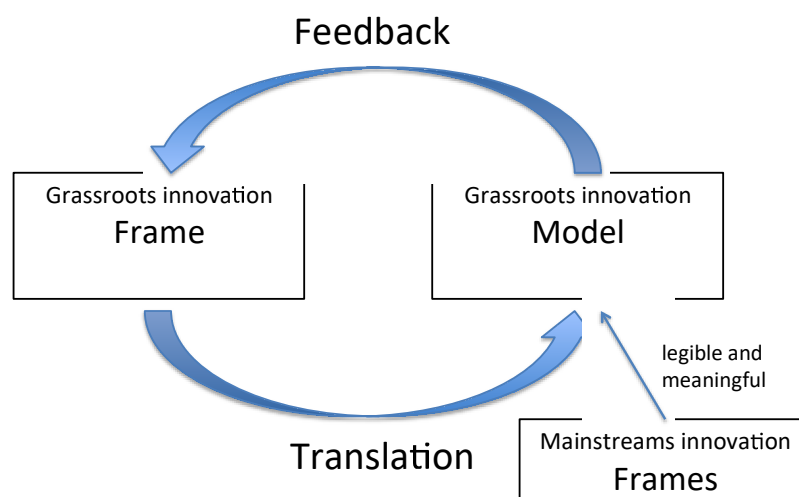 Feedback
Grassroots innovation
Frame
Grassroots innovation
Model
legible and
meaningful
Translation
Mainstreams innovation
Frames